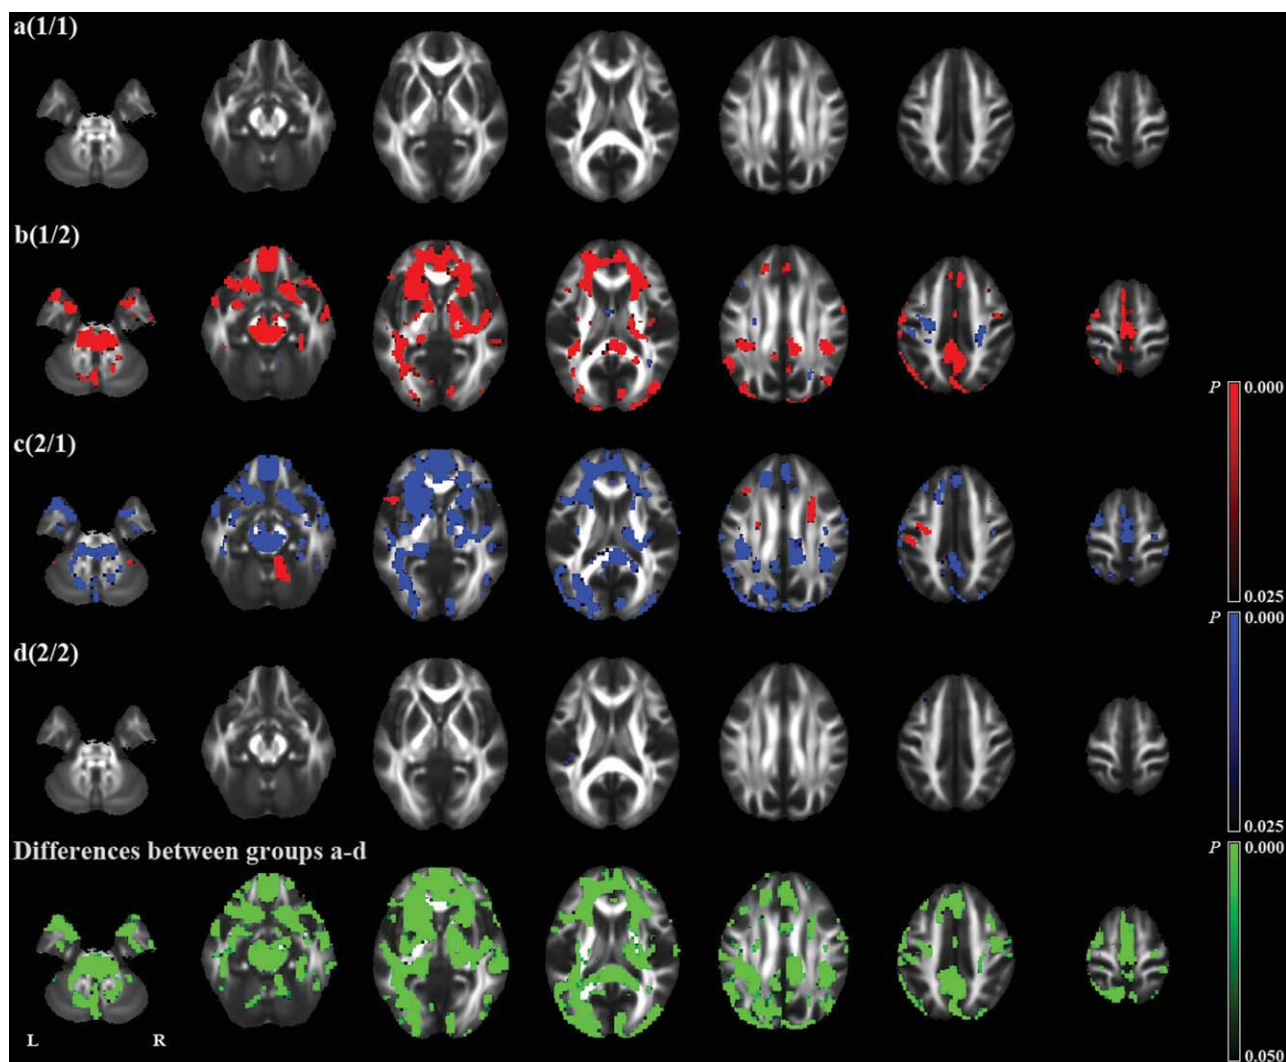 a(1/1)
b(1/2)
P 0.000
0.025
c(2/1)
P 0.000
0.025
d(2/2)
Differences between groups a-d
P 0.000
0.050
L R